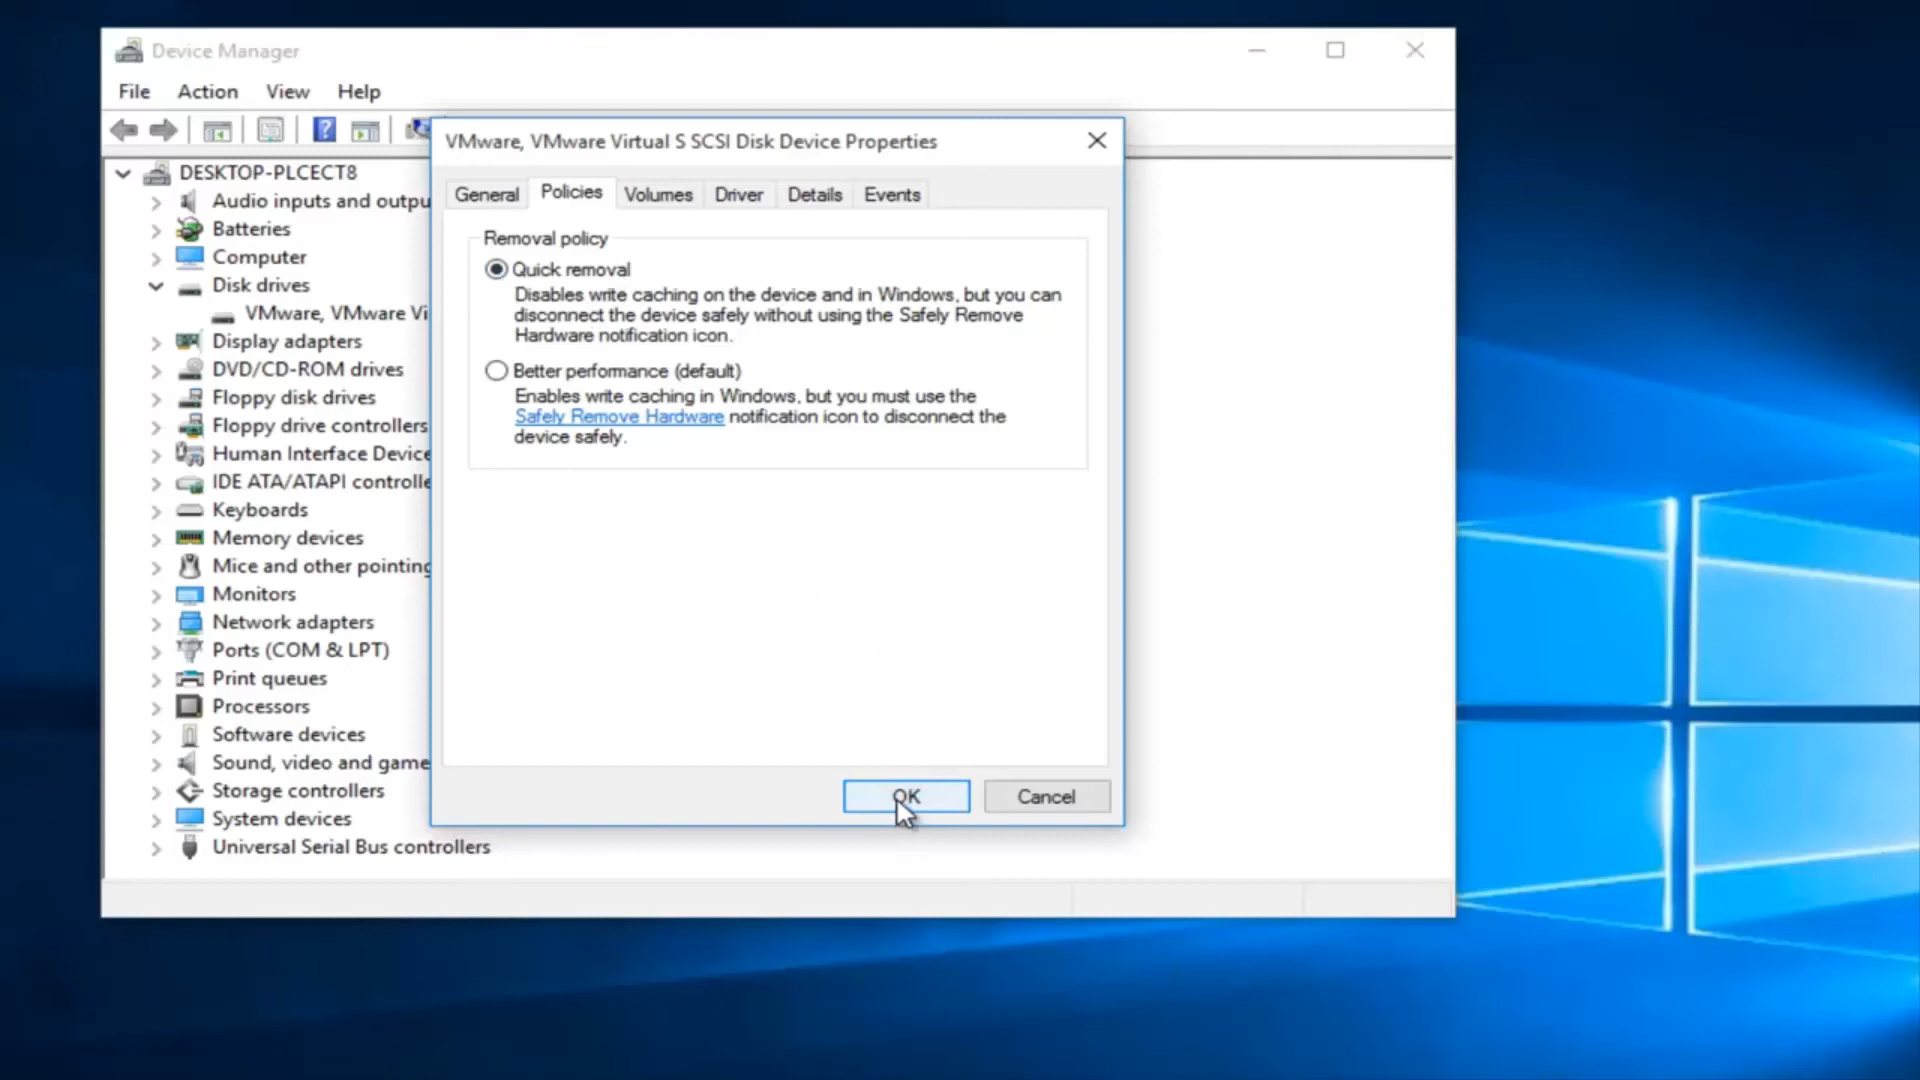 Device Manager
File Action View Help
DESKTOP-PLCECT8
Audio inputs and outpu
Batteries
Computer
Disk drives
VMware, VMware Vi
Display adapters
DVD/CD-ROM drives
Floppy disk drives
Floppy drive controllers
Human Interface Device
IDE ATA/ATAPI controlle
Keyboards
Memory devices
Mice and other pointing
Monitors
Network adapters
Ports (COM & LPT)
Print queues
Processors
Software devices
Sound, video and game
Storage controllers
System devices
Universal Serial Bus controllers
VMware, VMware Virtual S SCSI Disk Device Properties
General Policies Volumes Driver Details Events
Removal policy
Quick removal
Disables write caching on the device and in Windows, but you can
disconnect the device safely without using the Safely Remove
Hardware notification icon.
Better performance (default)
Enables write caching in Windows, but you must use the
Safely Remove Hardware notification icon to disconnect the
device safely.
OK Cancel